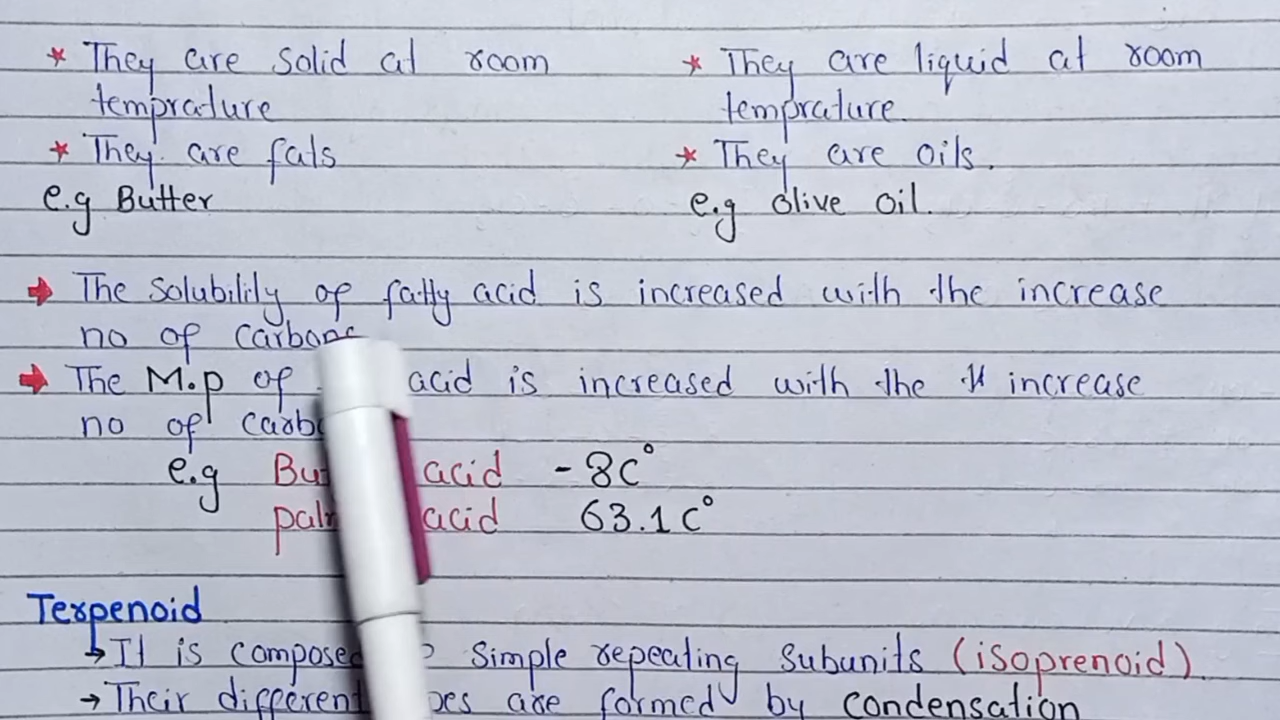 * They are solid at room
temprature
* They are fats
e.g Butter
* They are liquid at room
temprature.
* They are oils.
e.g olive oil.
→ The solubility of fatty acid is increased with the increase
no of carbons
→ The M.p of acid is increased with the increase
no of
e.g acid -8c°
acid 63.1c°
Terpenoid
→ It is simple repeating subunits (isoprenoid).
→ Their different are formed by condensation